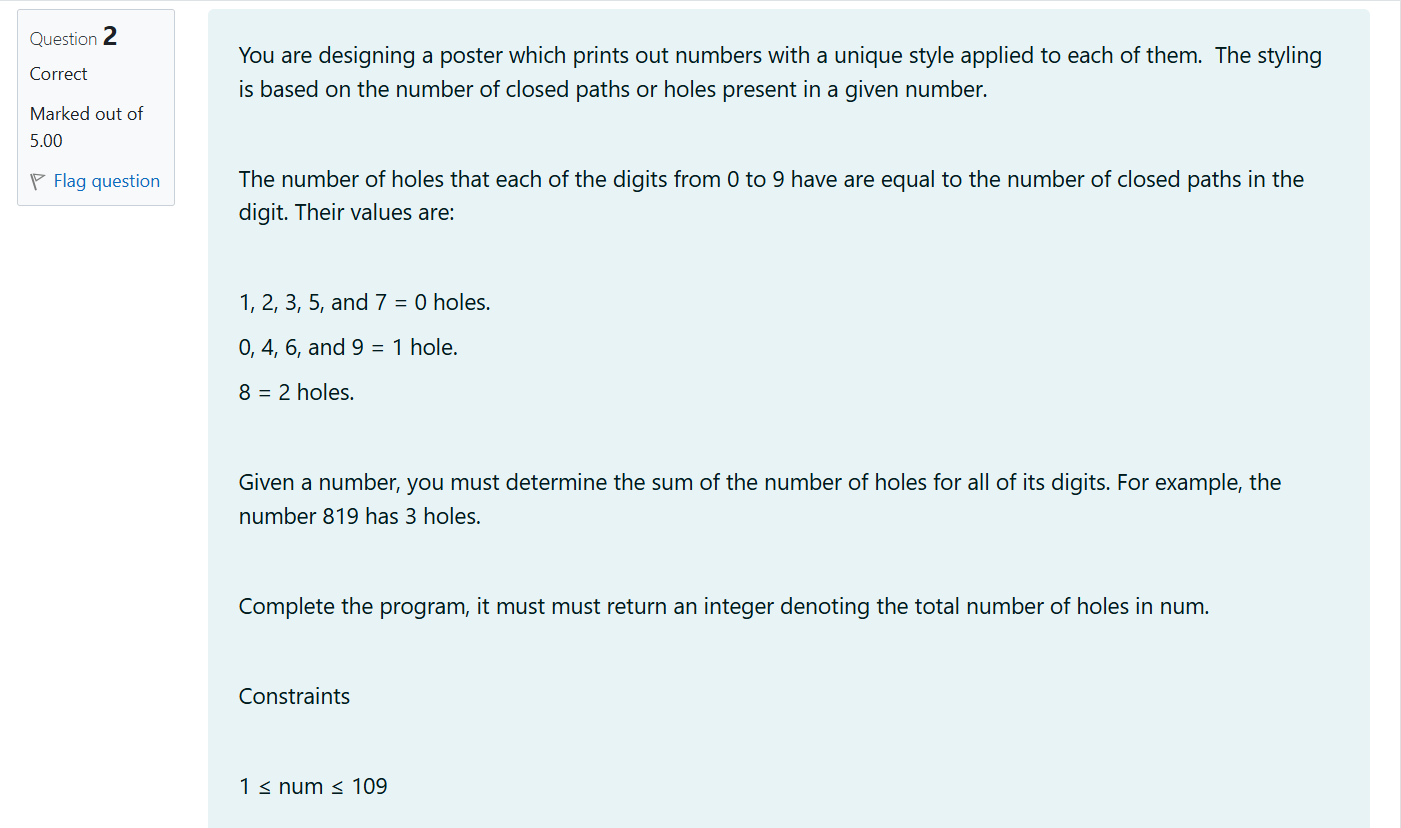 Question 2
Correct
Marked out of
5.00
Flag question
You are designing a poster which prints out numbers with a unique style applied to each of them.  The styling
is based on the number of closed paths or holes present in a given number.
The number of holes that each of the digits from 0 to 9 have are equal to the number of closed paths in the
digit. Their values are:
1, 2, 3, 5, and 7 = 0 holes.
0, 4, 6, and 9 = 1 hole.
8 = 2 holes.
Given a number, you must determine the sum of the number of holes for all of its digits. For example, the
number 819 has 3 holes.
Complete the program, it must must return an integer denoting the total number of holes in num.
Constraints
1 ≤ num ≤ 109